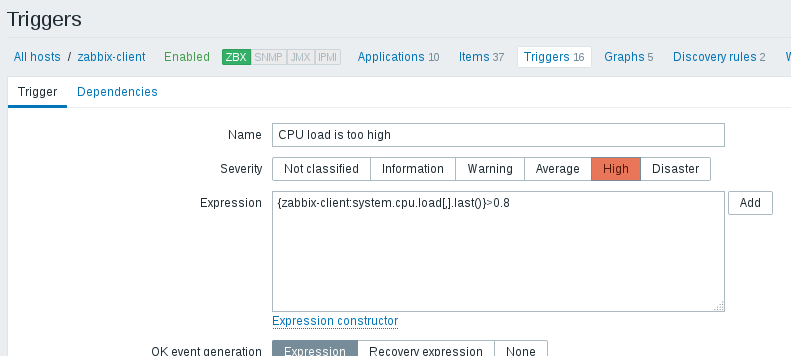 Triggers
All hosts / zabbix-client Enabled ZBX SNMP JMX IPMI Applications 10 Items 37 Triggers 16 Graphs 5 Discovery rules 2
Trigger Dependencies
Name CPU load is too high
Severity Not classified Information Warning Average High Disaster
Expression {zabbix-client:system.cpu.load[,].last()}>0.8 Add
Expression constructor
OK event generation Expression Recovery expression None